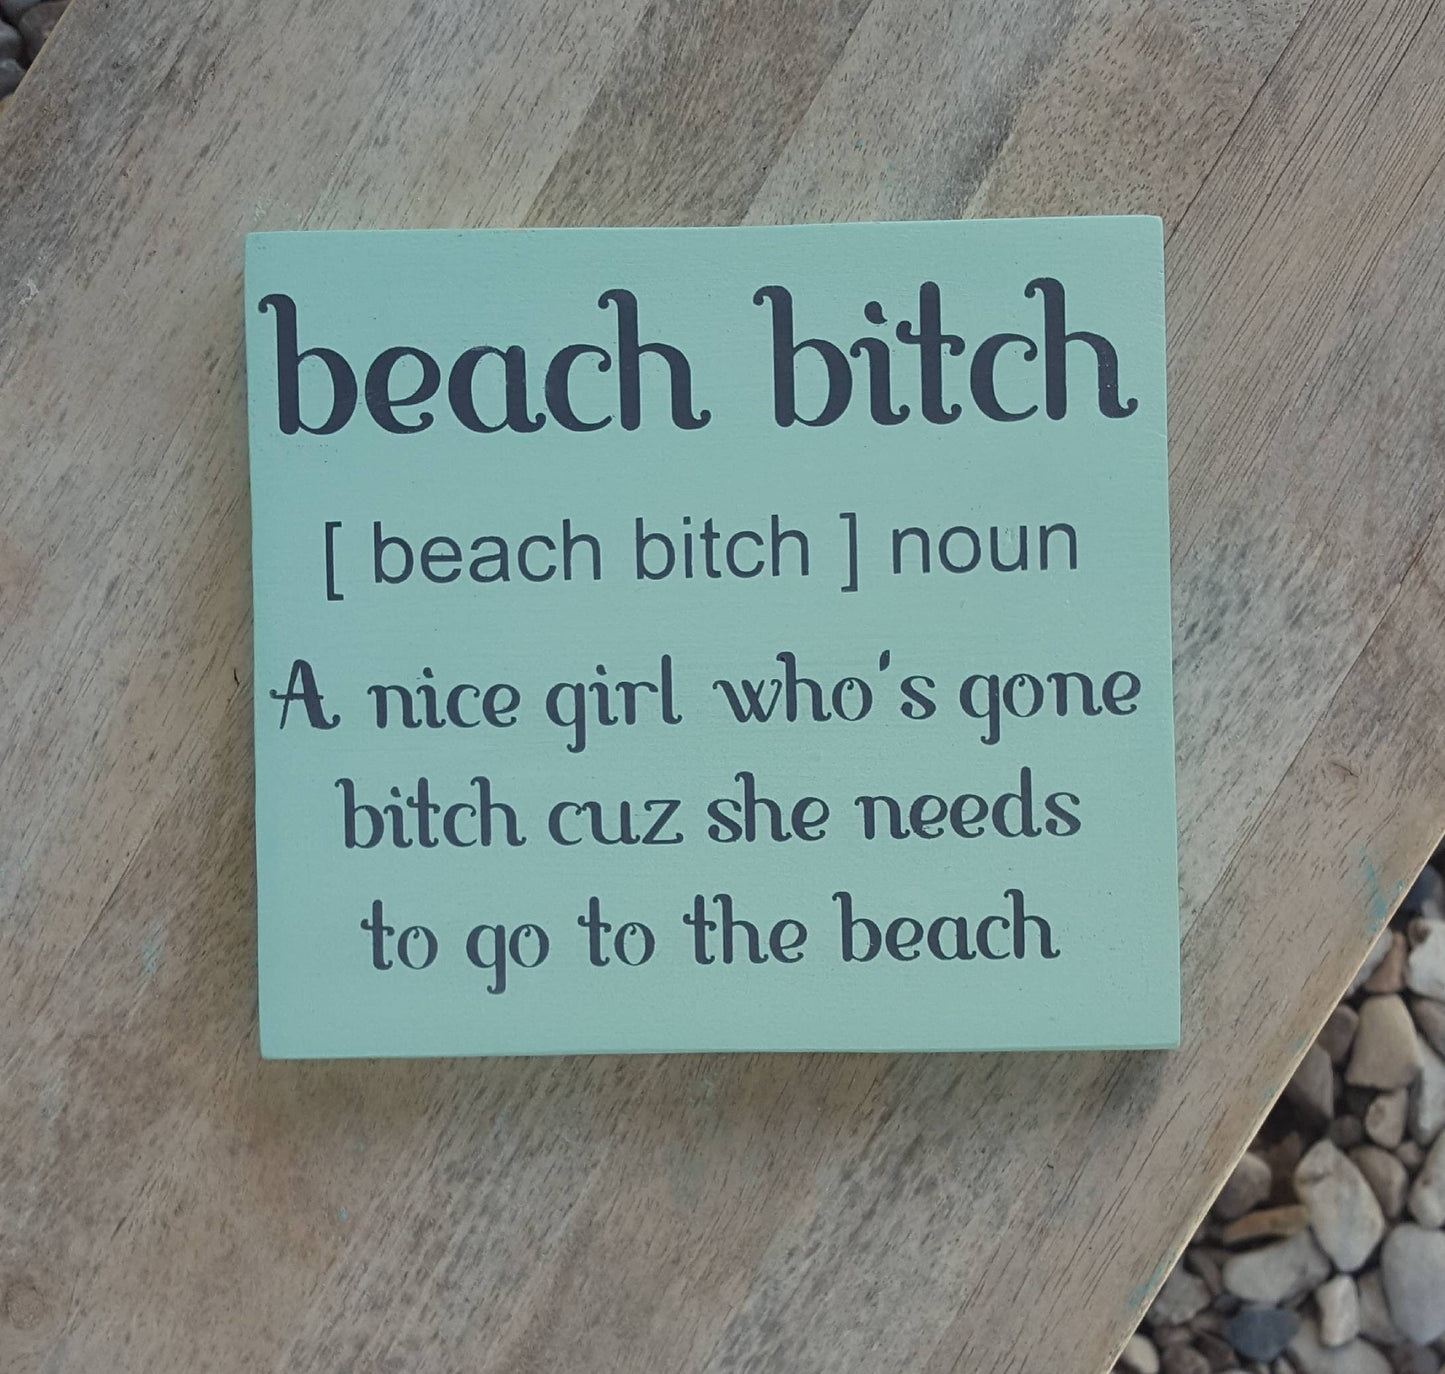 beach bitch
[ beach bitch ] noun
A nice girl who's gone
bitch cuz she needs
to go to the beach